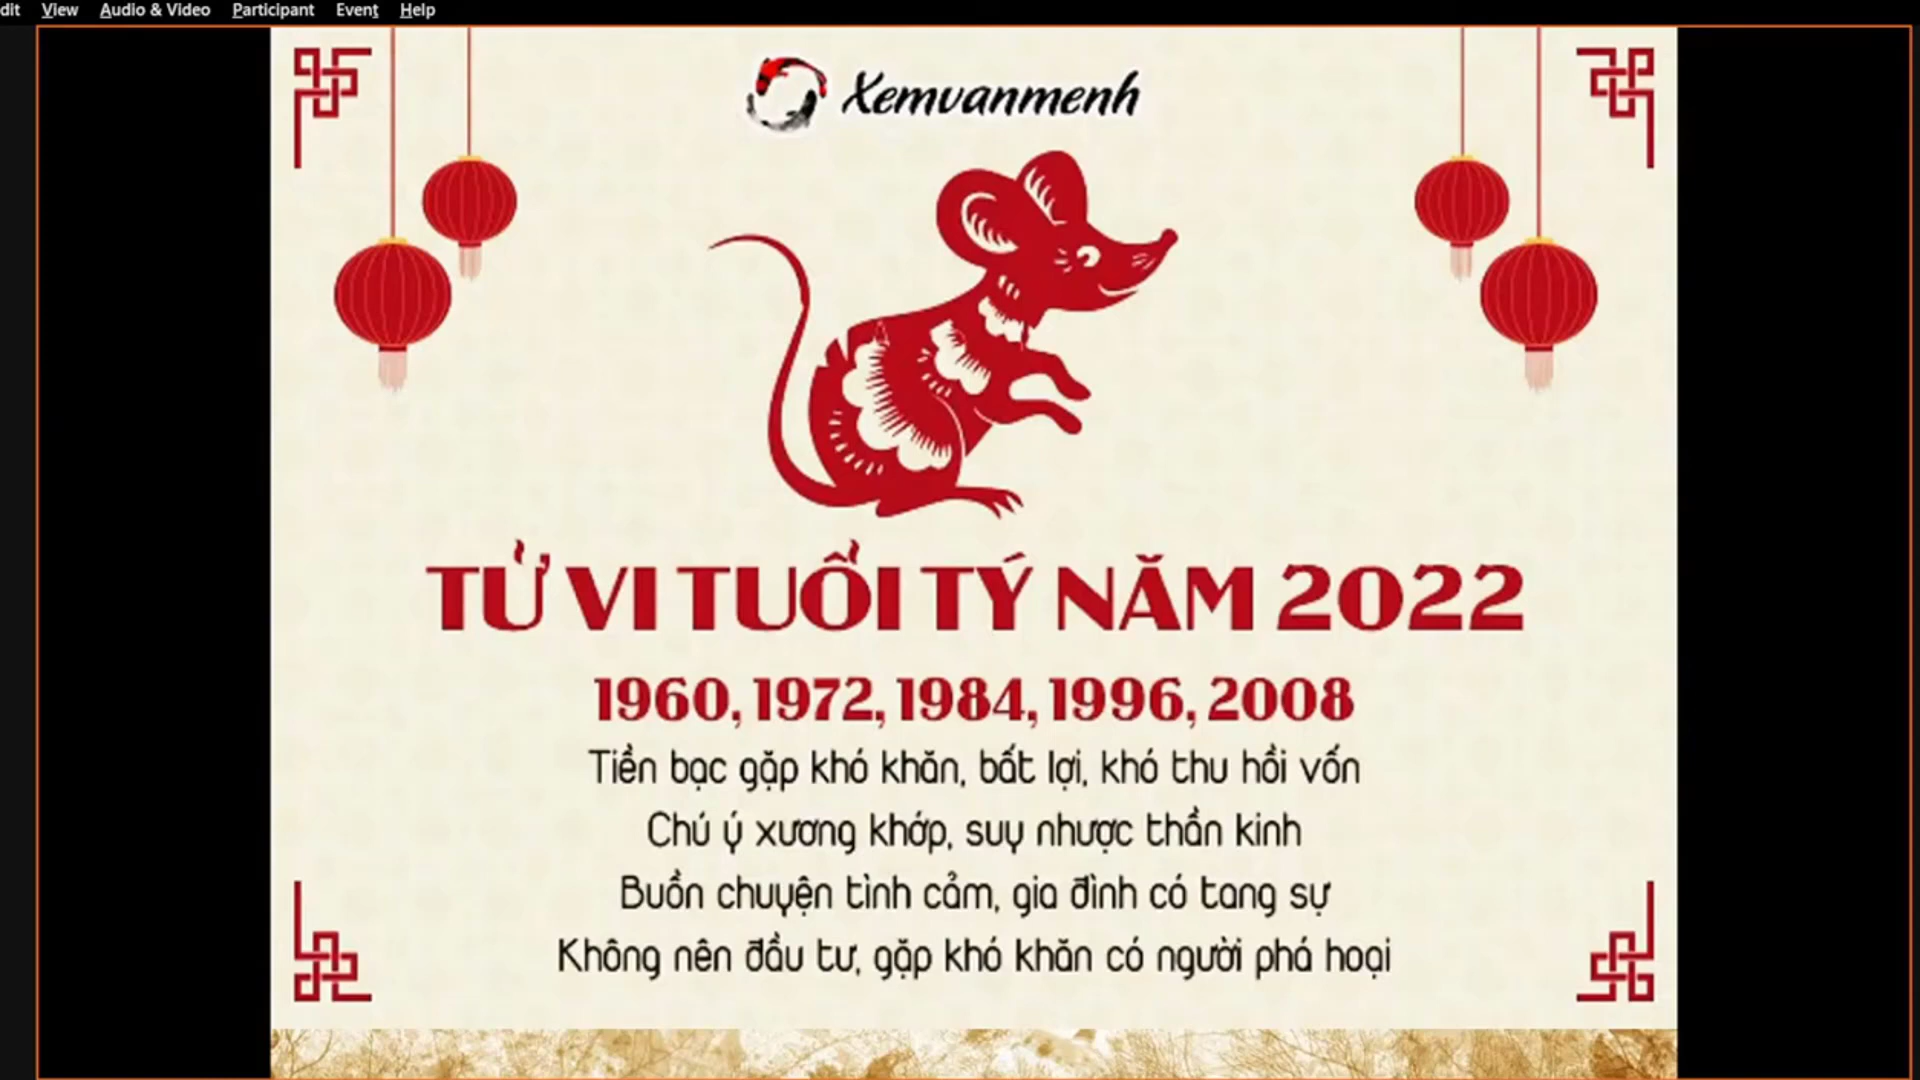 dit View Audio & Video Participant Event Help
Xemvanmenh
TỬ VI TUỔI TÝ NĂM 2022
1960, 1972, 1984, 1996, 2008
Tiền bạc gặp khó khăn, bất lợi, khó thu hồi vốn
Chú ý xương khớp, suy nhược thần kinh
Buồn chuyện tình cảm, gia đình có tang sự
Không nên đầu tư, gặp khó khăn có người phá hoại